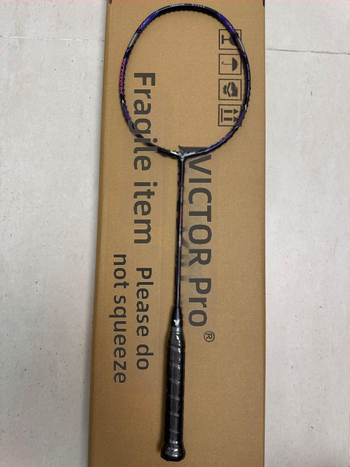 VICTOR Pro®
Fragile item
Please do
not squeeze